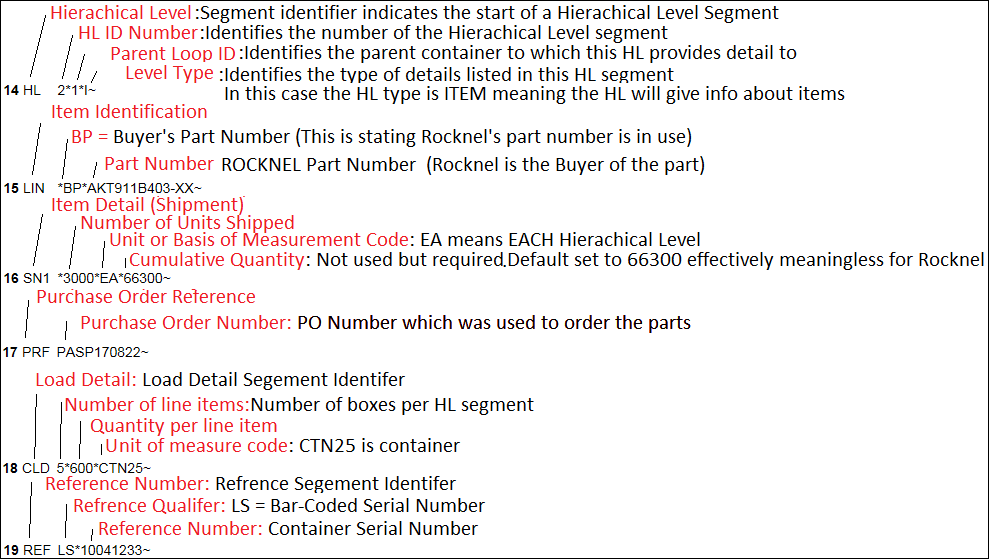 Hierachical Level:Segment identifier indicates the start of a Hierachical Level Segment
HL ID Number:Identifies the number of the Hierachical Level segment
Parent Loop ID:Identifies the parent container to which this HL provides detail to
Level Type:Identifies the type of details listed in this HL segment
14 HL 2*1*I~ In this case the HL type is ITEM meaning the HL will give info about items
Item Identification
BP = Buyer's Part Number (This is stating Rocknel's part number is in use)
Part Number ROCKNEL Part Number (Rocknel is the Buyer of the part)
15 LIN *BP*AKT911B403-XX~
Item Detail (Shipment)
Number of Units Shipped
Unit or Basis of Measurement Code: EA means EACH Hierachical Level
Cumulative Quantity: Not used but required.Default set to 66300 effectively meaningless for Rocknel
16 SN1 *3000*EA*66300~
Purchase Order Reference
Purchase Order Number: PO Number which was used to order the parts
17 PRF PASP170822~
Load Detail: Load Detail Segement Identifer
Number of line items:Number of boxes per HL segment
Quantity per line item
Unit of measure code: CTN25 is container
18 CLD 5*600*CTN25~
Reference Number: Refrence Segement Identifer
Refrence Qualifer: LS = Bar-Coded Serial Number
Reference Number: Container Serial Number
19 REF LS*10041233~